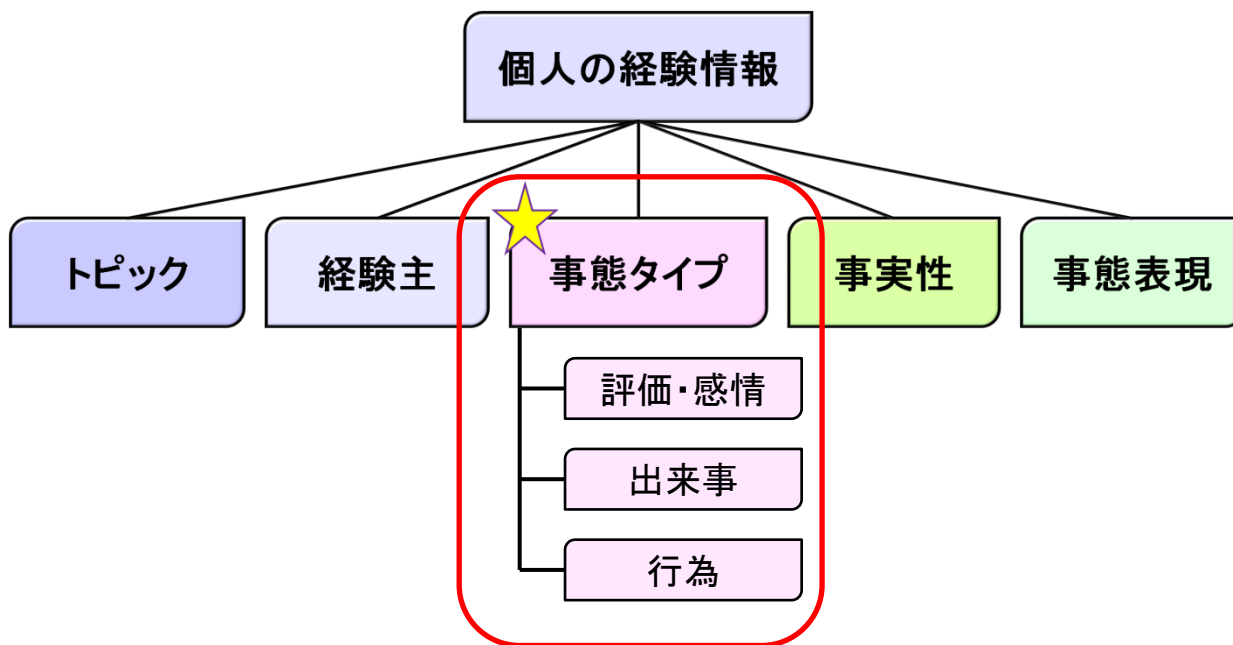 個人の経験情報
トピック
経験主
事態タイプ
事実性
事態表現
評価・感情
出来事
行為